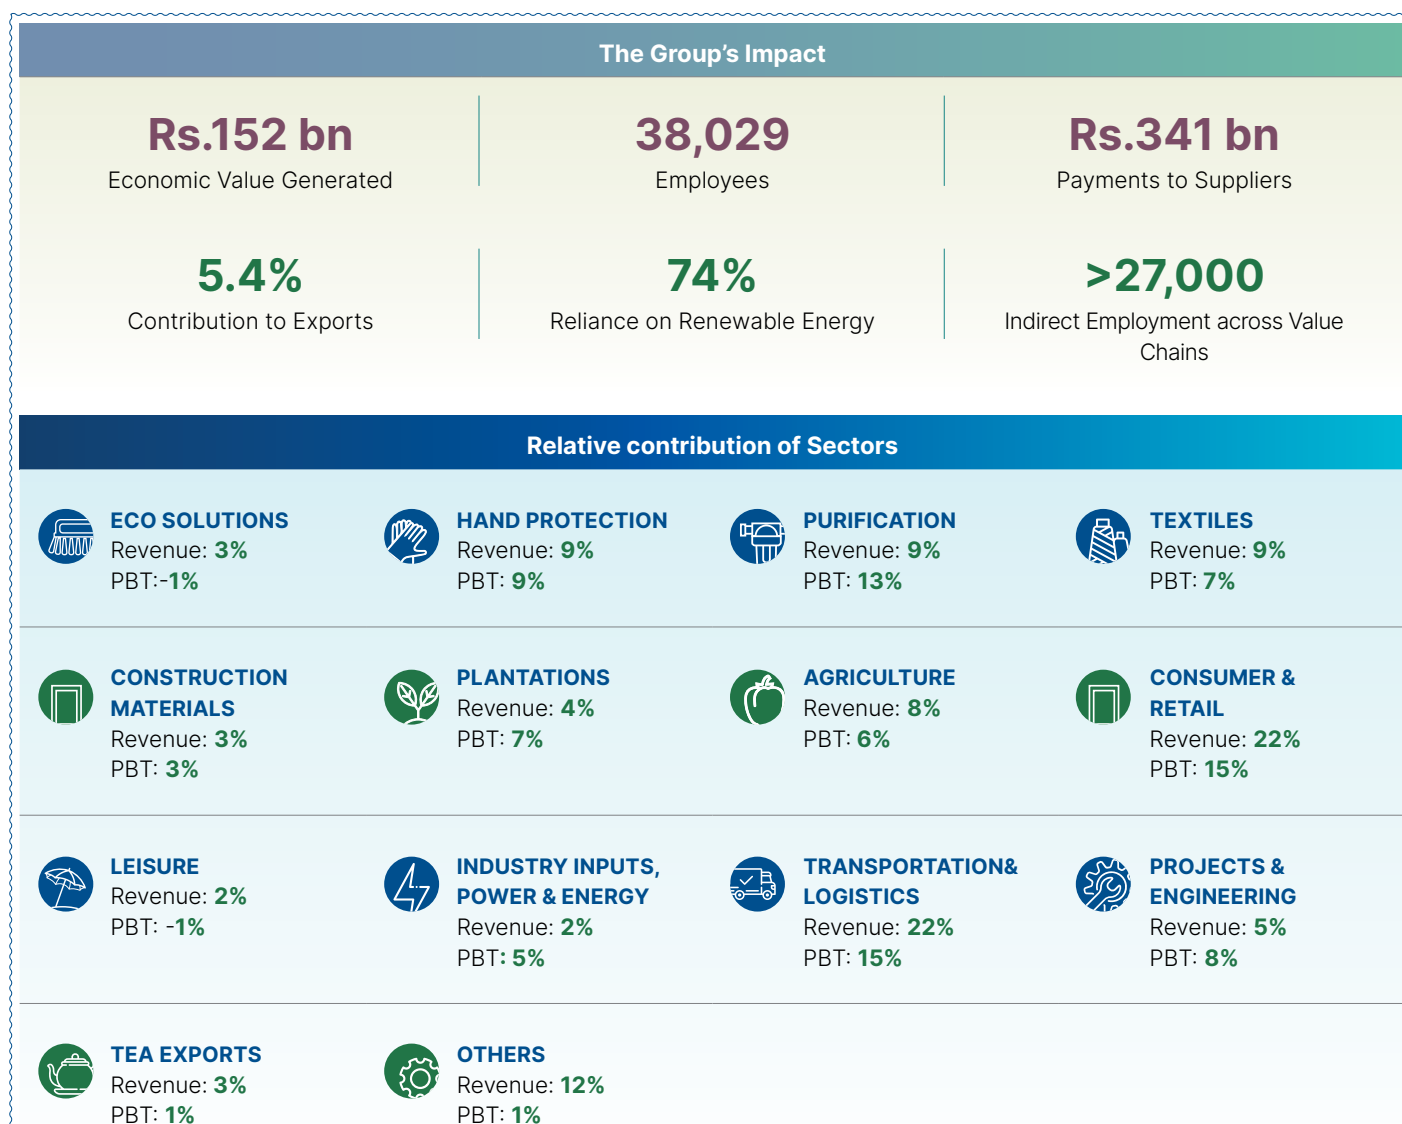 The Group’s Impact
Rs.152 bn
Economic Value Generated
38,029
Employees
Rs.341 bn
Payments to Suppliers
5.4%
Contribution to Exports
74%
Reliance on Renewable Energy
>27,000
Indirect Employment across Value
Chains
Relative contribution of Sectors
ECO SOLUTIONS
Revenue: 3%
PBT:-1%
HAND PROTECTION
Revenue: 9%
PBT: 9%
PURIFICATION
Revenue: 9%
PBT: 13%
TEXTILES
Revenue: 9%
PBT: 7%
CONSTRUCTION
MATERIALS
Revenue: 3%
PBT: 3%
PLANTATIONS
Revenue: 4%
PBT: 7%
AGRICULTURE
Revenue: 8%
PBT: 6%
CONSUMER &
RETAIL
Revenue: 22%
PBT: 15%
LEISURE
Revenue: 2%
PBT: -1%
INDUSTRY INPUTS,
POWER & ENERGY
Revenue: 2%
PBT: 5%
TRANSPORTATION&
LOGISTICS
Revenue: 22%
PBT: 15%
PROJECTS &
ENGINEERING
Revenue: 5%
PBT: 8%
TEA EXPORTS
Revenue: 3%
PBT: 1%
OTHERS
Revenue: 12%
PBT: 1%